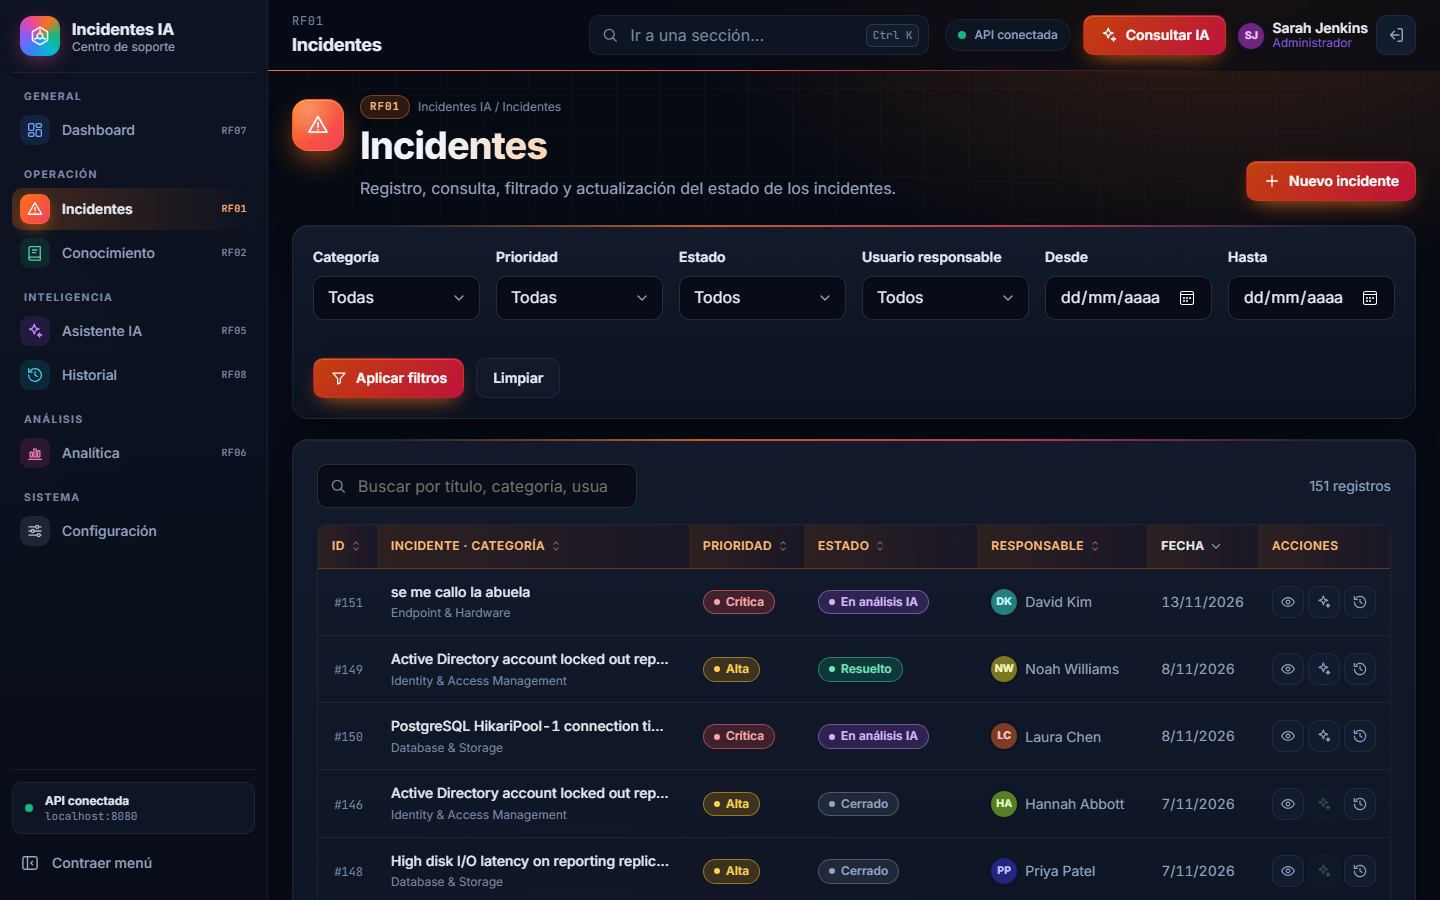 Incidentes IA
Centro de soporte
GENERAL
Dashboard RF07
OPERACIÓN
Incidentes RF01
Conocimiento RF02
INTELIGENCIA
Asistente IA RF05
Historial RF08
ANÁLISIS
Analítica RF06
SISTEMA
Configuración
API conectada
localhost:8080
Contraer menú
RF01
Incidentes
Ir a una sección... Ctrl K
API conectada
Consultar IA
SJ
Sarah Jenkins
Administrador
RF01 Incidentes IA / Incidentes
Incidentes
Registro, consulta, filtrado y actualización del estado de los incidentes.
Nuevo incidente
Categoría Prioridad Estado Usuario responsable Desde Hasta
Todas Todas Todos Todos dd/mm/aaaa dd/mm/aaaa
Aplicar filtros Limpiar
Buscar por título, categoría, usua
151 registros
ID INCIDENTE · CATEGORÍA PRIORIDAD ESTADO RESPONSABLE FECHA ACCIONES
#151 se me callo la abuela Crítica En análisis IA DK David Kim 13/11/2026
Endpoint & Hardware
#149 Active Directory account locked out rep... Alta Resuelto NW Noah Williams 8/11/2026
Identity & Access Management
#150 PostgreSQL HikariPool-1 connection ti... Crítica En análisis IA LC Laura Chen 8/11/2026
Database & Storage
#146 Active Directory account locked out rep... Alta Cerrado HA Hannah Abbott 7/11/2026
Identity & Access Management
#148 High disk I/O latency on reporting replic... Alta Cerrado PP Priya Patel 7/11/2026
Database & Storage